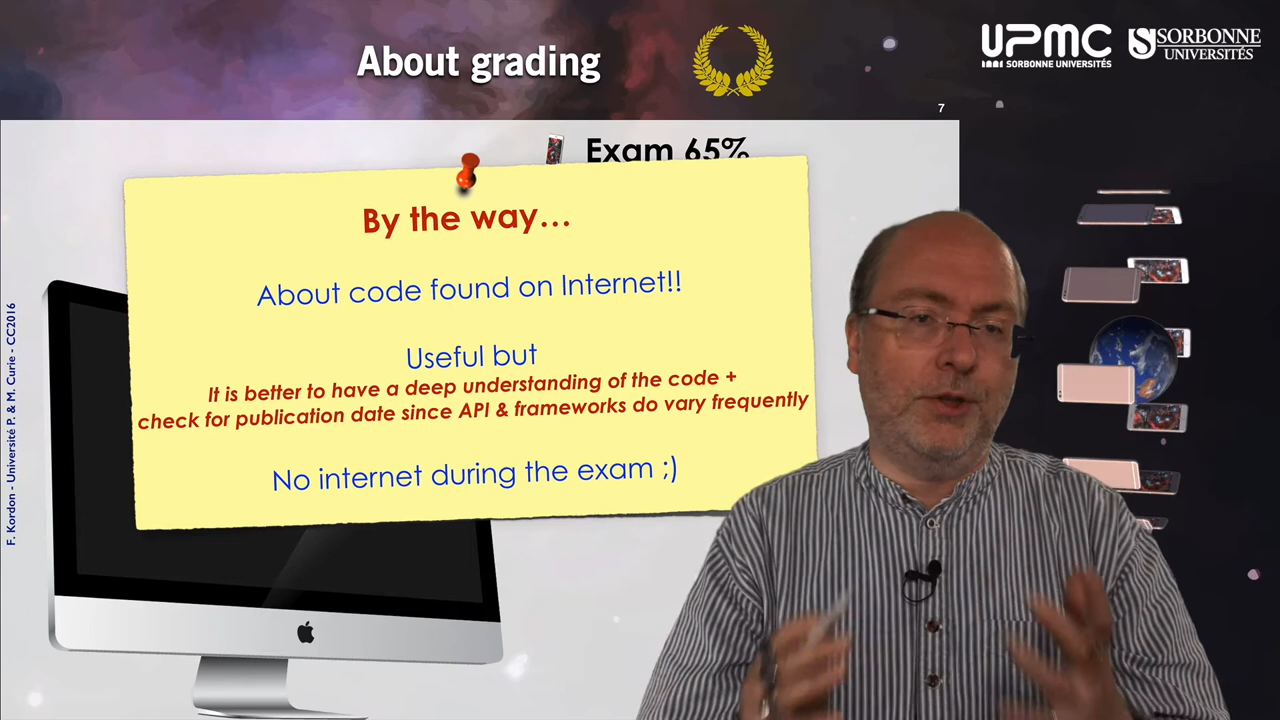 About grading
UPMC
SORBONNE UNIVERSITÉS
SORBONNE
UNIVERSITÉS
7
Exam 65%
By the way…
About code found on Internet!!
Useful but
It is better to have a deep understanding of the code +
check for publication date since API & frameworks do vary frequently
No internet during the exam ;)
F. Kordon - Université P. & M. Curie - CC2016